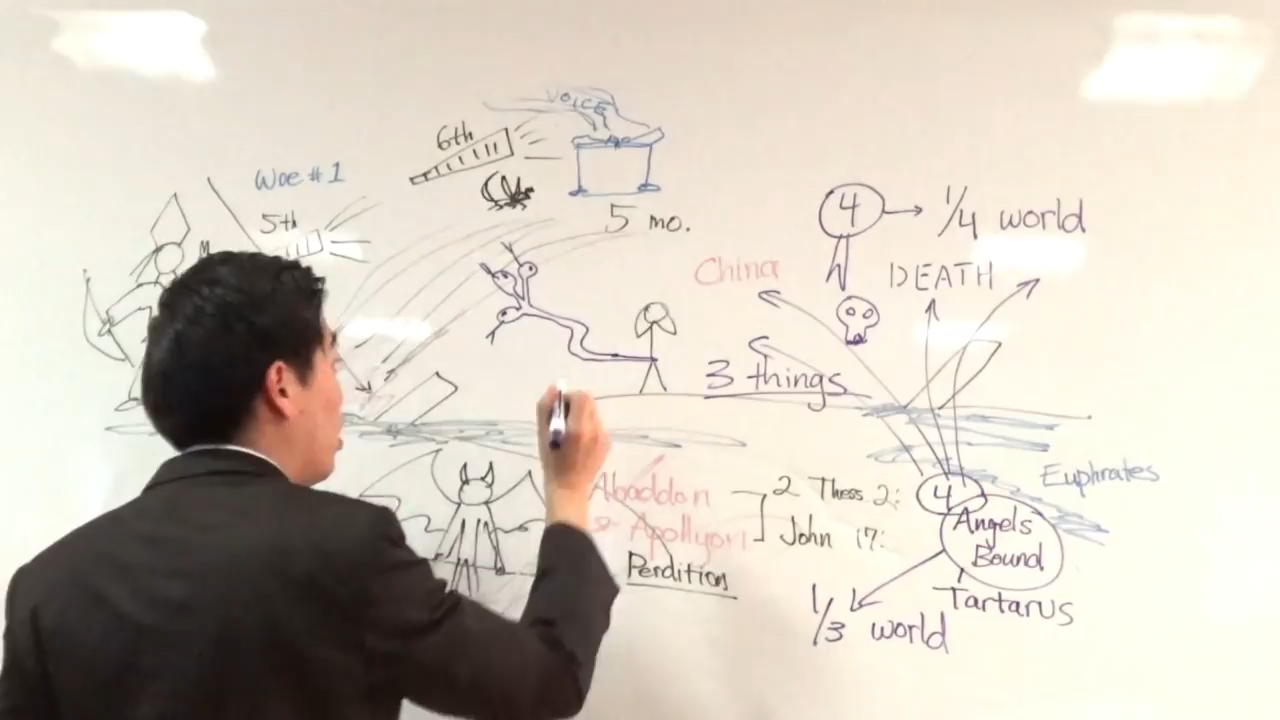 VOICE
6th
Woe #1
5th
5 mo.
4 → 1/4 world
China
DEATH
3 things
Euphrates
Abaddon
& Apollyon
2 Thess 2:
John 17:
Perdition
4
Angels
Bound
Tartarus
1/3 world